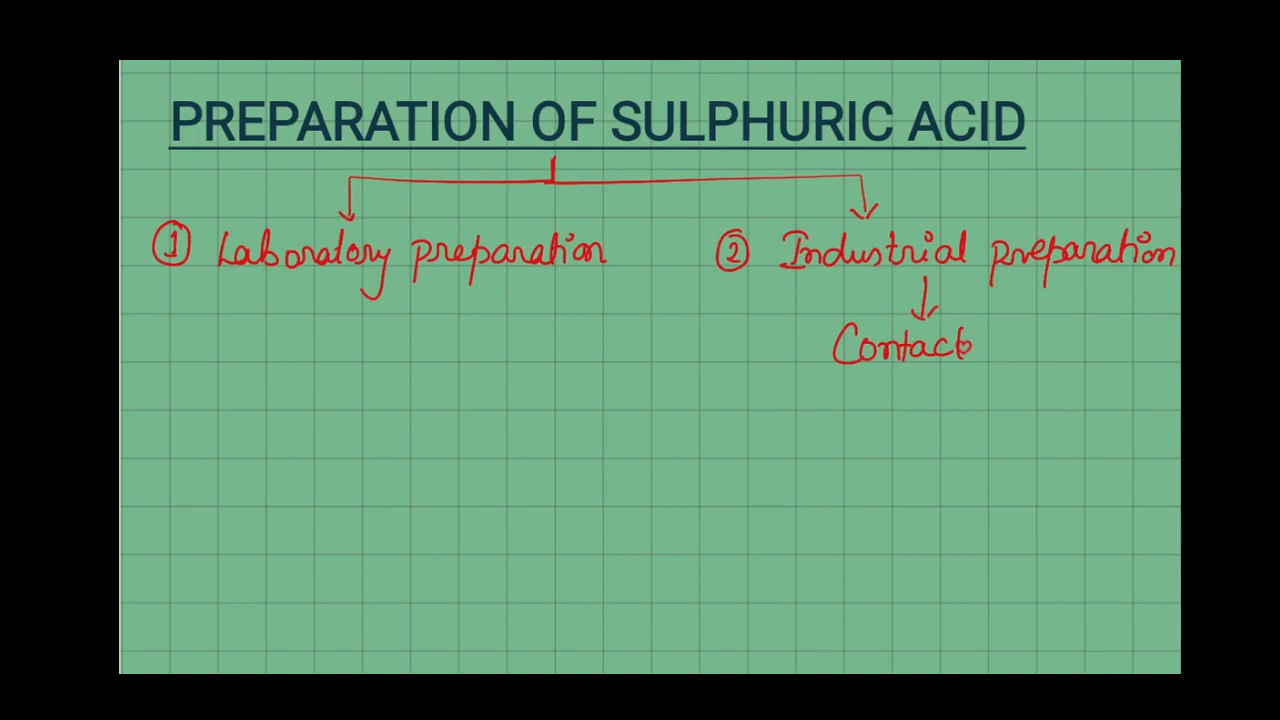 PREPARATION OF SULPHURIC ACID
① Laboratory preparation
② Industrial preparation
Contact